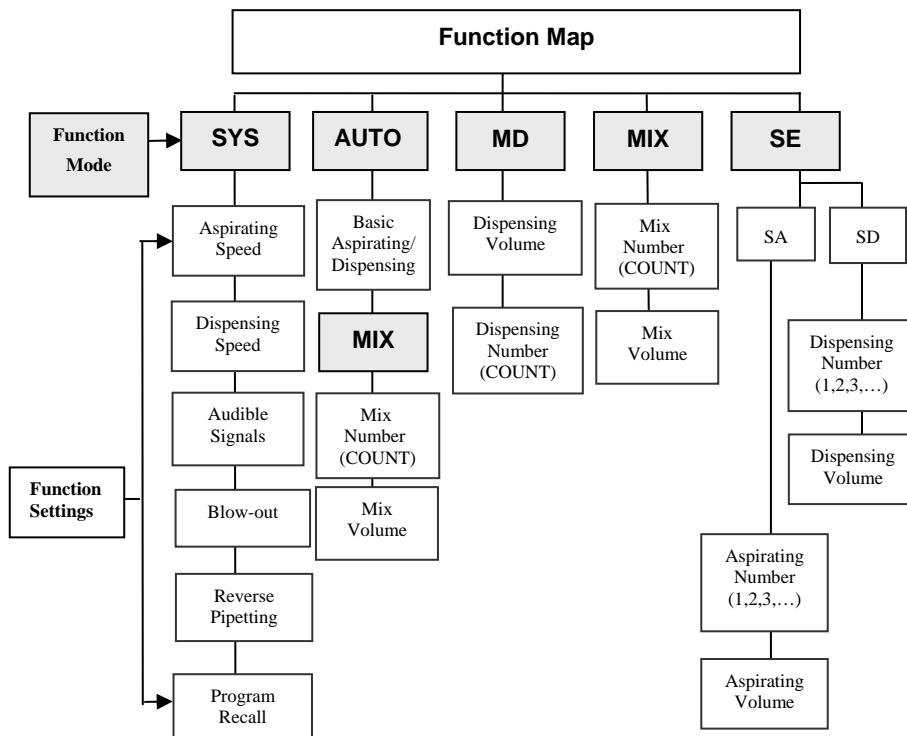 Function Map
Function
Mode
SYS
AUTO
MD
MIX
SE
Aspirating
Speed
Basic
Aspirating/
Dispensing
Dispensing
Volume
Mix
Number
(COUNT)
SA
SD
Dispensing
Speed
MIX
Dispensing
Number
(COUNT)
Mix
Volume
Dispensing
Number
(1,2,3,…)
Audible
Signals
Mix
Number
(COUNT)
Dispensing
Volume
Function
Settings
Blow-out
Mix
Volume
Aspirating
Number
(1,2,3,…)
Reverse
Pipetting
Program
Recall
Aspirating
Volume